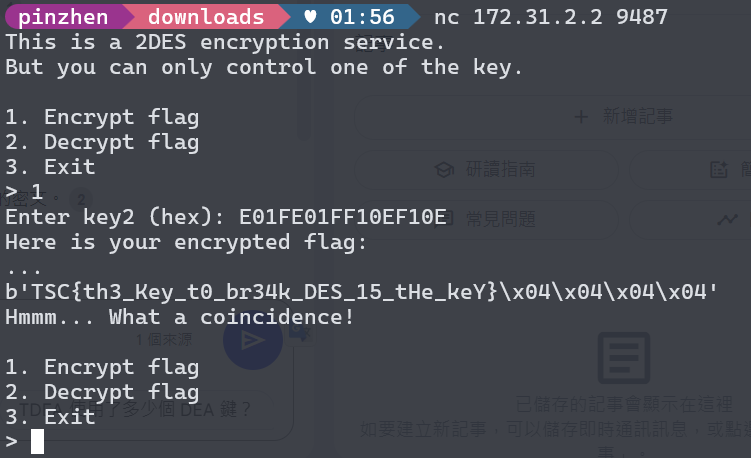 pinzhen downloads ♥ 01:56 nc 172.31.2.2 9487
This is a 2DES encryption service.
But you can only control one of the key.
1. Encrypt flag
2. Decrypt flag
3. Exit
> 1
Enter key2 (hex): E01FE01FF10EF10E
Here is your encrypted flag:
...
b'TSC{th3_Key_t0_br34k_DES_15_tHe_keY}\x04\x04\x04\x04'
Hmmm... What a coincidence!
1. Encrypt flag
2. Decrypt flag
3. Exit
>
+ 新增記事
研讀指南
常見問題
的密文
2
1 個來源
用了多少個 DEA 鍵？
已儲存的記事會顯示在這裡
如要建立新記事，可以儲存即時通訊訊息，或點